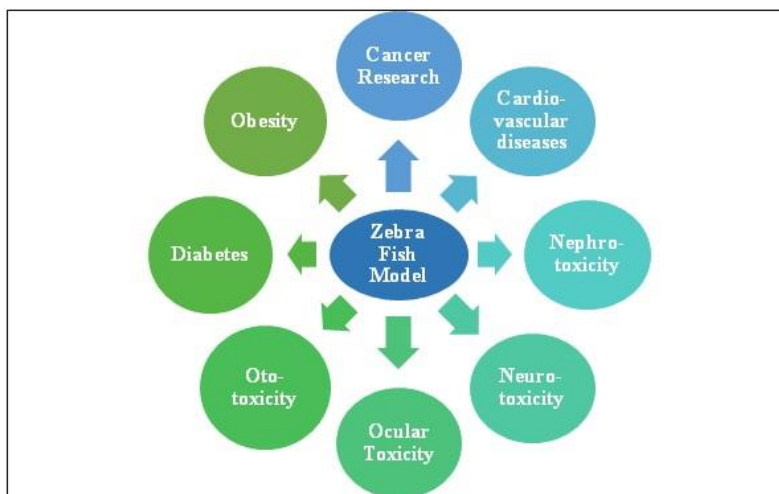 Cancer
Research
Cardio-
vascular
diseases
Nephro-
toxicity
Neuro-
toxicity
Ocular
Toxicity
Oto-
toxicity
Diabetes
Obesity
Zebra
Fish
Model